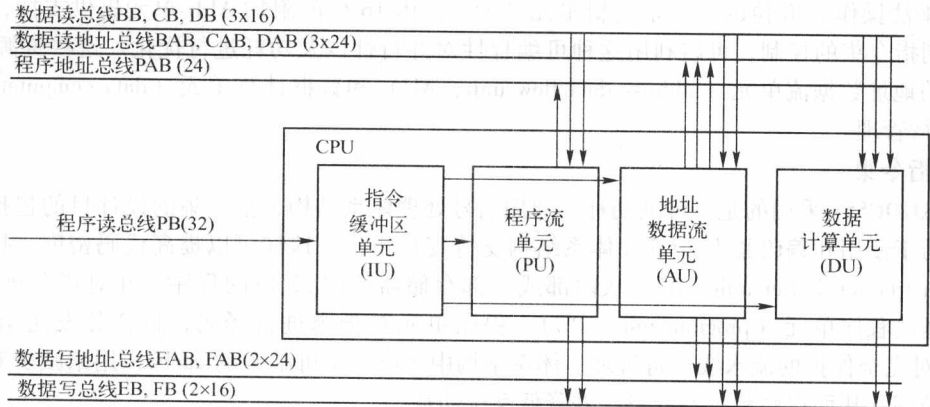 数据读总线BB, CB, DB (3x16)
数据读地址总线BAB, CAB, DAB (3x24)
程序地址总线PAB (24)
CPU
指令
缓冲区
单元
(IU)
程序流
单元
(PU)
地址
数据流
单元
(AU)
数据
计算单元
(DU)
程序读总线PB(32)
数据写地址总线EAB, FAB(2×24)
数据写总线EB, FB (2×16)